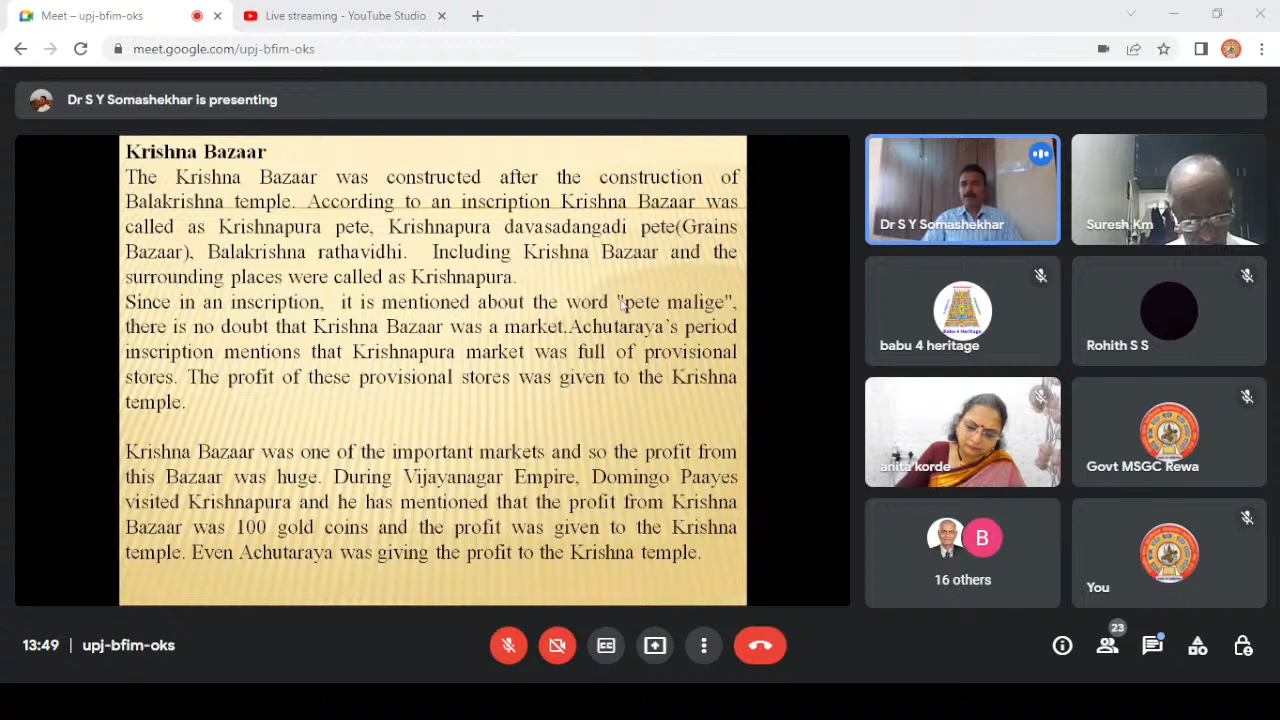 Meet – upj-bfim-oks
Live streaming - YouTube Studio
meet.google.com/upj-bfim-oks
Dr S Y Somashekhar is presenting
Krishna Bazaar
The Krishna Bazaar was constructed after the construction of
Balakrishna temple. According to an inscription Krishna Bazaar was
called as Krishnapura pete, Krishnapura davasadangadi pete(Grains
Bazaar), Balakrishna rathavidhi. Including Krishna Bazaar and the
surrounding places were called as Krishnapura.
Since in an inscription, it is mentioned about the word "pete malige",
there is no doubt that Krishna Bazaar was a market.Achutaraya's period
inscription mentions that Krishnapura market was full of provisional
stores. The profit of these provisional stores was given to the Krishna
temple.
Krishna Bazaar was one of the important markets and so the profit from
this Bazaar was huge. During Vijayanagar Empire, Domingo Paayes
visited Krishnapura and he has mentioned that the profit from Krishna
Bazaar was 100 gold coins and the profit was given to the Krishna
temple. Even Achutaraya was giving the profit to the Krishna temple.
Dr S Y Somashekhar
Suresh Km
Babu 4 Heritage
babu 4 heritage
Rohith S S
anita korde
Govt MSGC Rewa
B
16 others
You
13:49 | upj-bfim-oks
CC
23